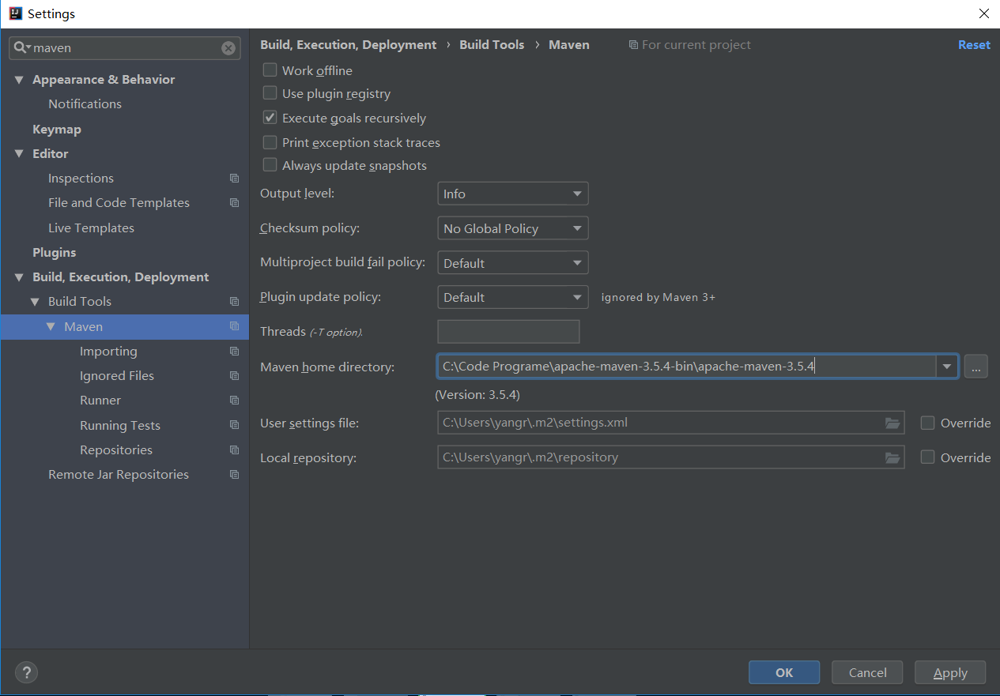 Settings
maven
Appearance & Behavior
Notifications
Keymap
Editor
Inspections
File and Code Templates
Live Templates
Plugins
Build, Execution, Deployment
Build Tools
Maven
Importing
Ignored Files
Runner
Running Tests
Repositories
Remote Jar Repositories
Build, Execution, Deployment › Build Tools › Maven For current project Reset
Work offline
Use plugin registry
Execute goals recursively
Print exception stack traces
Always update snapshots
Output level: Info
Checksum policy: No Global Policy
Multiproject build fail policy: Default
Plugin update policy: Default ignored by Maven 3+
Threads (-T option).
Maven home directory: C:\Code Programe\apache-maven-3.5.4-bin\apache-maven-3.5.4 ...
(Version: 3.5.4)
User settings file: C:\Users\yangr\.m2\settings.xml Override
Local repository: C:\Users\yangr\.m2\repository Override
? OK Cancel Apply